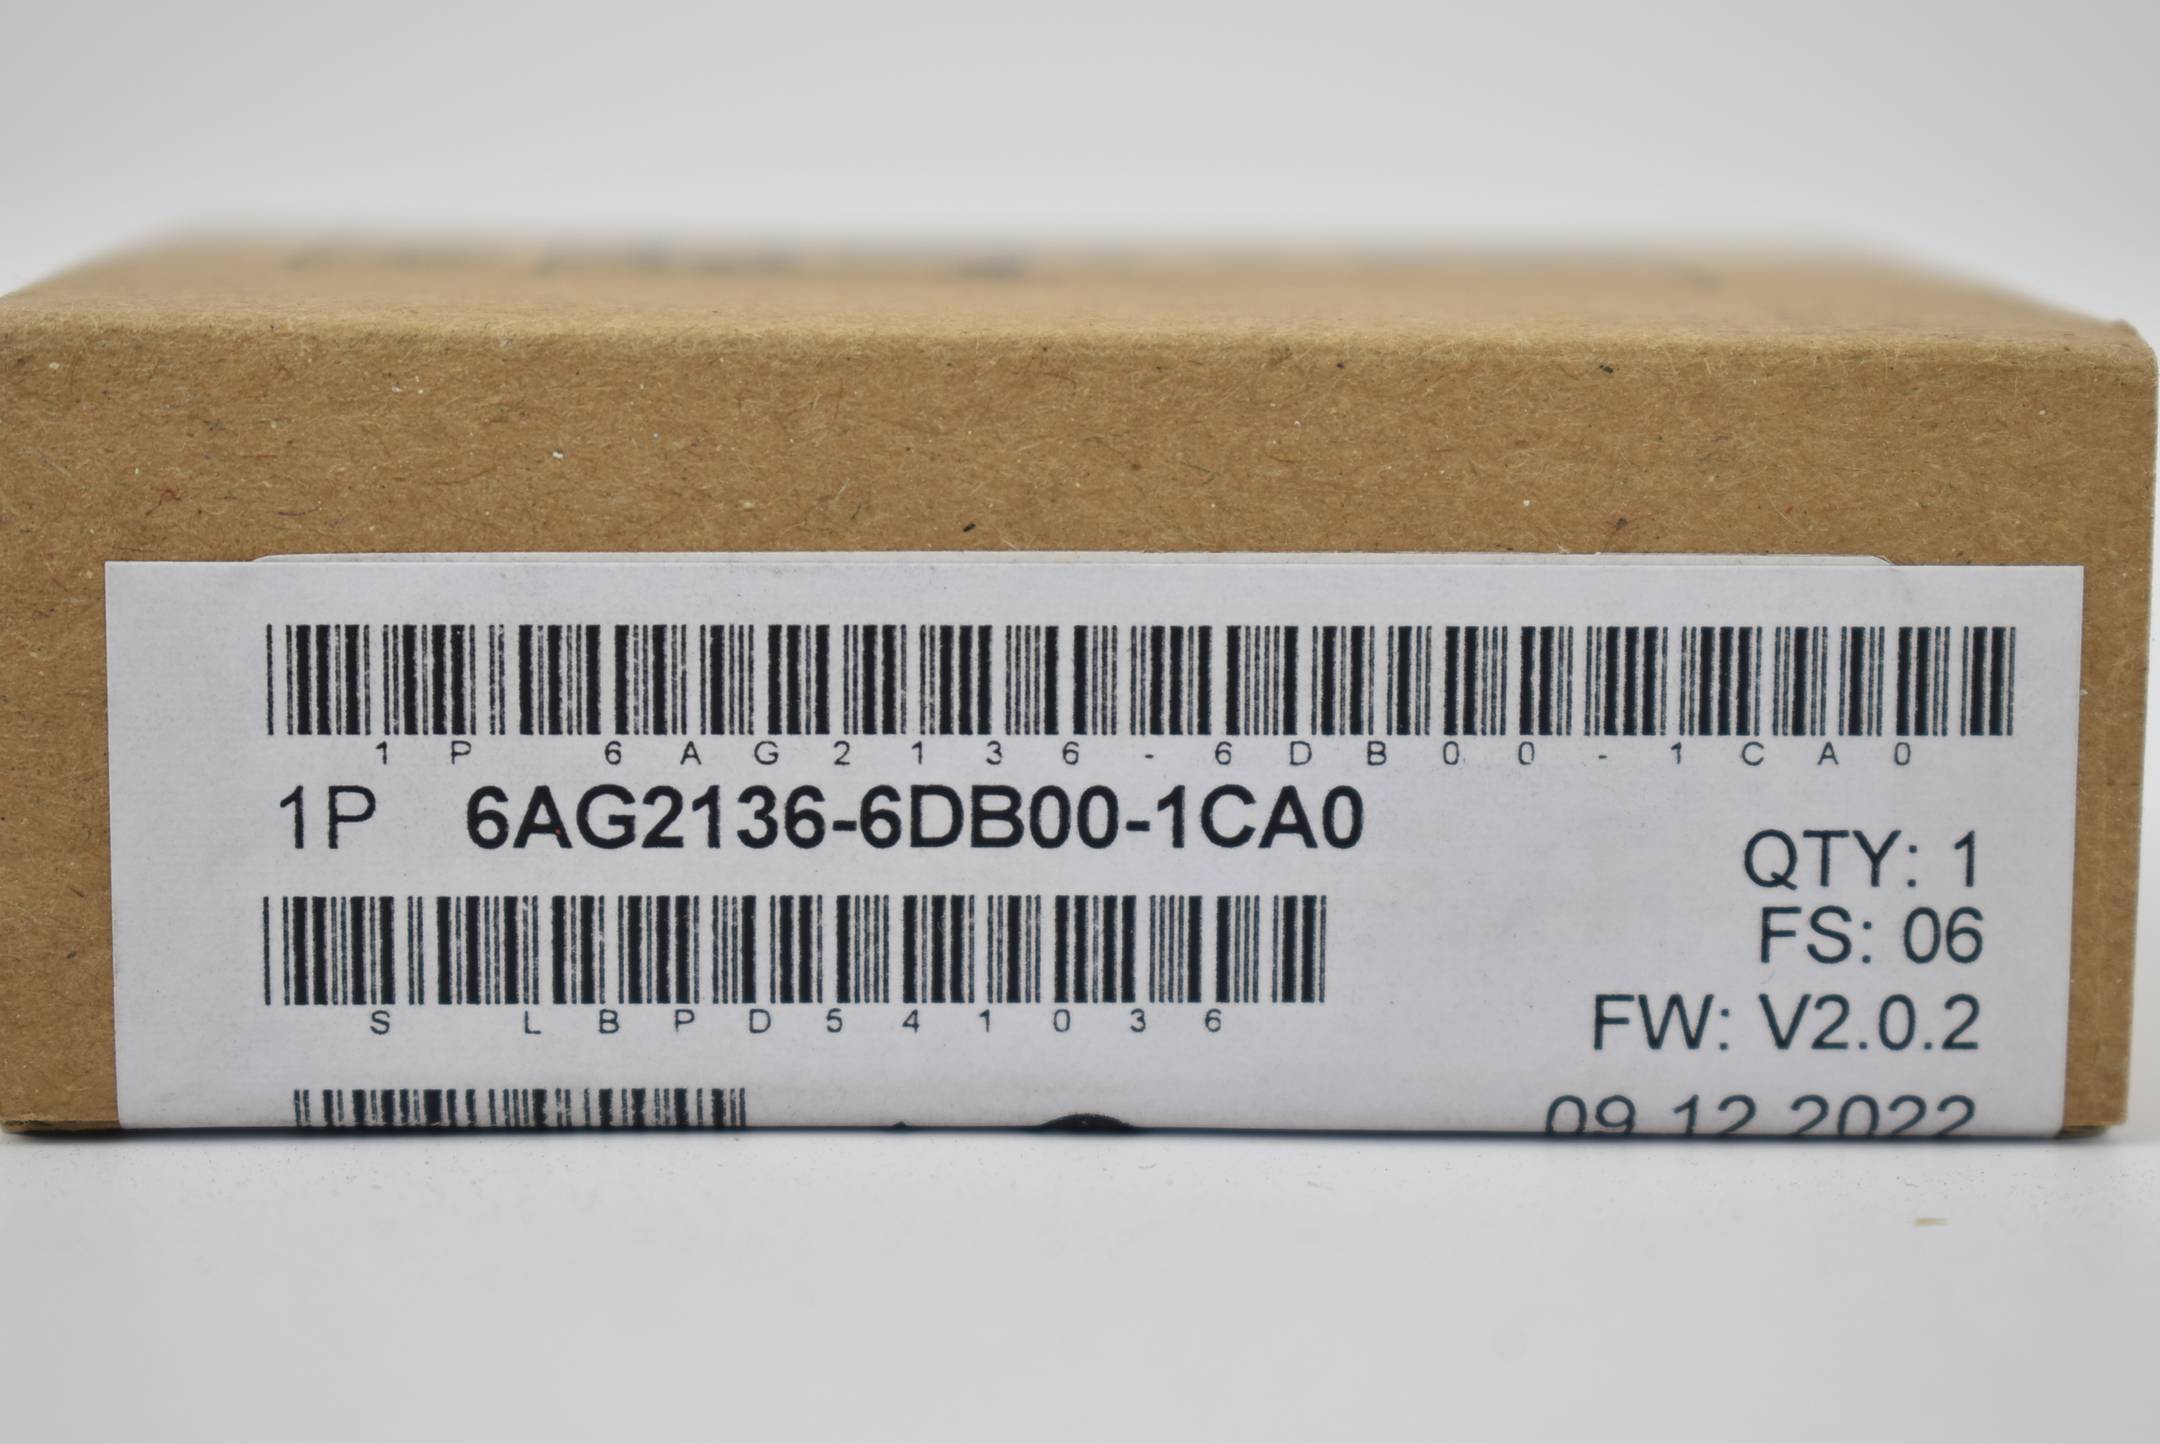 1P 6AG2136-6DB00-1CA0
1P 6AG2136-6DB00-1CA0
QTY: 1
FS: 06
S LBPD541036
FW: V2.0.2
09.12.2022